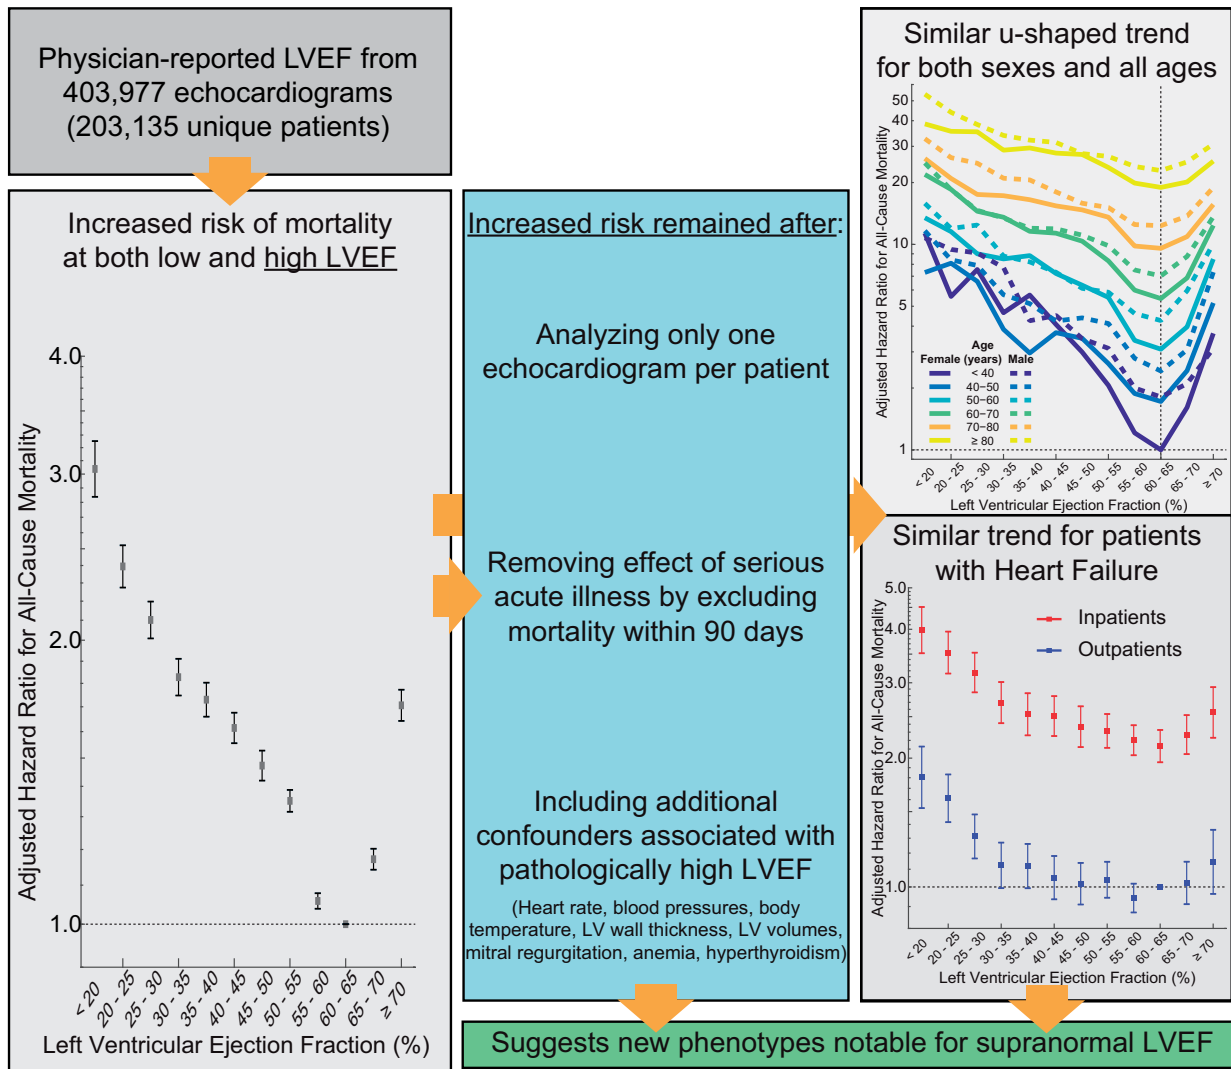 Physician-reported LVEF from
403,977 echocardiograms
(203,135 unique patients)
Increased risk of mortality
at both low and high LVEF
Adjusted Hazard Ratio for All-Cause Mortality
4.0
3.0
2.0
1.0
< 20
20 - 25
25 - 30
30 - 35
35 - 40
40 - 45
45 - 50
50 - 55
55 - 60
60 - 65
65 - 70
≥ 70
Left Ventricular Ejection Fraction (%)
Increased risk remained after:
Analyzing only one
echocardiogram per patient
Removing effect of serious
acute illness by excluding
mortality within 90 days
Including additional
confounders associated with
pathologically high LVEF
(Heart rate, blood pressures, body
temperature, LV wall thickness, LV volumes,
mitral regurgitation, anemia, hyperthyroidism)
Similar u-shaped trend
for both sexes and all ages
Adjusted Hazard Ratio for All-Cause Mortality
50
40
30
20
10
5
1
Age
Female (years) Male
< 40
40−50
50−60
60−70
70−80
≥ 80
< 20
20 - 25
25 - 30
30 - 35
35 - 40
40 - 45
45 - 50
50 - 55
55 - 60
60 - 65
65 - 70
≥ 70
Left Ventricular Ejection Fraction (%)
Similar trend for patients
with Heart Failure
Adjusted Hazard Ratio for All-Cause Mortality
5.0
4.0
3.0
2.0
1.0
Inpatients
Outpatients
< 20
20 - 25
25 - 30
30 - 35
35 - 40
40 - 45
45 - 50
50 - 55
55 - 60
60 - 65
65 - 70
≥ 70
Left Ventricular Ejection Fraction (%)
Suggests new phenotypes notable for supranormal LVEF